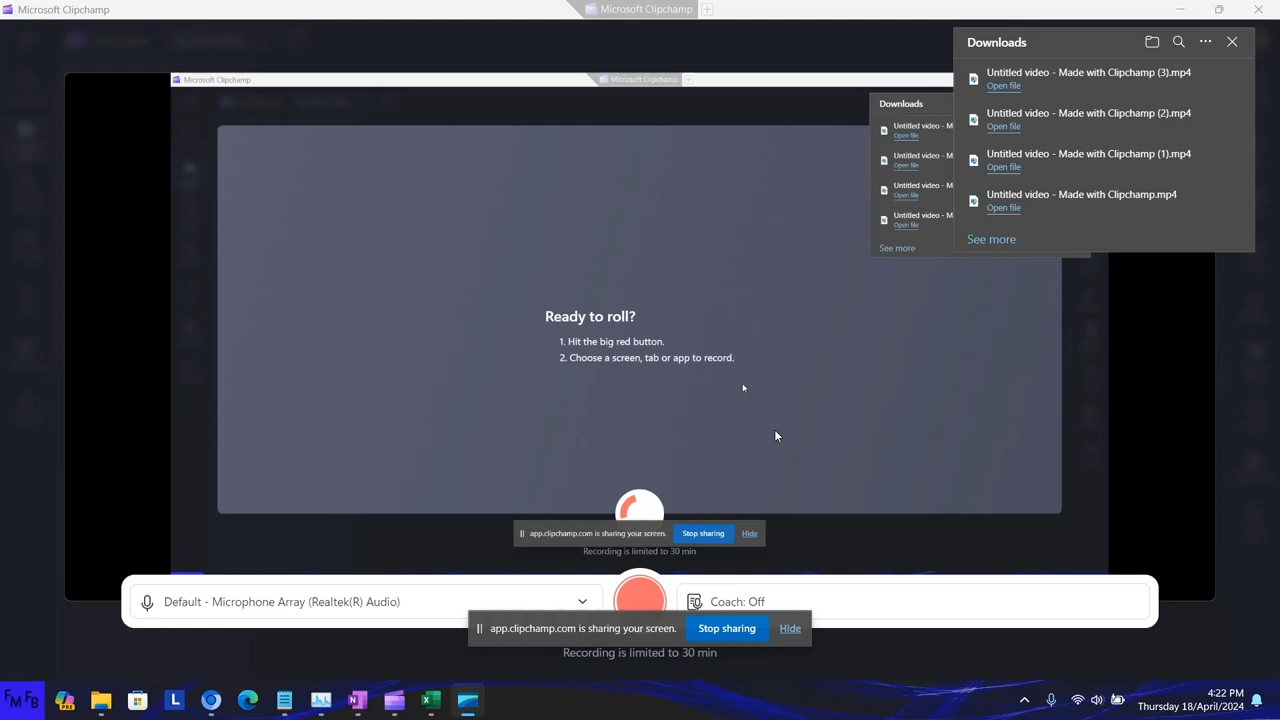 Microsoft Clipchamp
Microsoft Clipchamp
Downloads
Untitled video - Made with Clipchamp (3).mp4
Open file
Untitled video - Made with Clipchamp (2).mp4
Open file
Untitled video - Made with Clipchamp (1).mp4
Open file
Untitled video - Made with Clipchamp.mp4
Open file
See more
Microsoft Clipchamp
Microsoft Clipchamp
Downloads
Untitled video - M
Open file
Untitled video - M
Open file
Untitled video - M
Open file
Untitled video - M
Open file
See more
Ready to roll?
1. Hit the big red button.
2. Choose a screen, tab or app to record.
app.clipchamp.com is sharing your screen.
Stop sharing
Hide
Recording is limited to 30 min
Default - Microphone Array (Realtek(R) Audio)
Coach: Off
app.clipchamp.com is sharing your screen.
Stop sharing
Hide
Recording is limited to 30 min
FM FB
PRE
L
N
X
4:22 PM
Thursday 18/April/2024